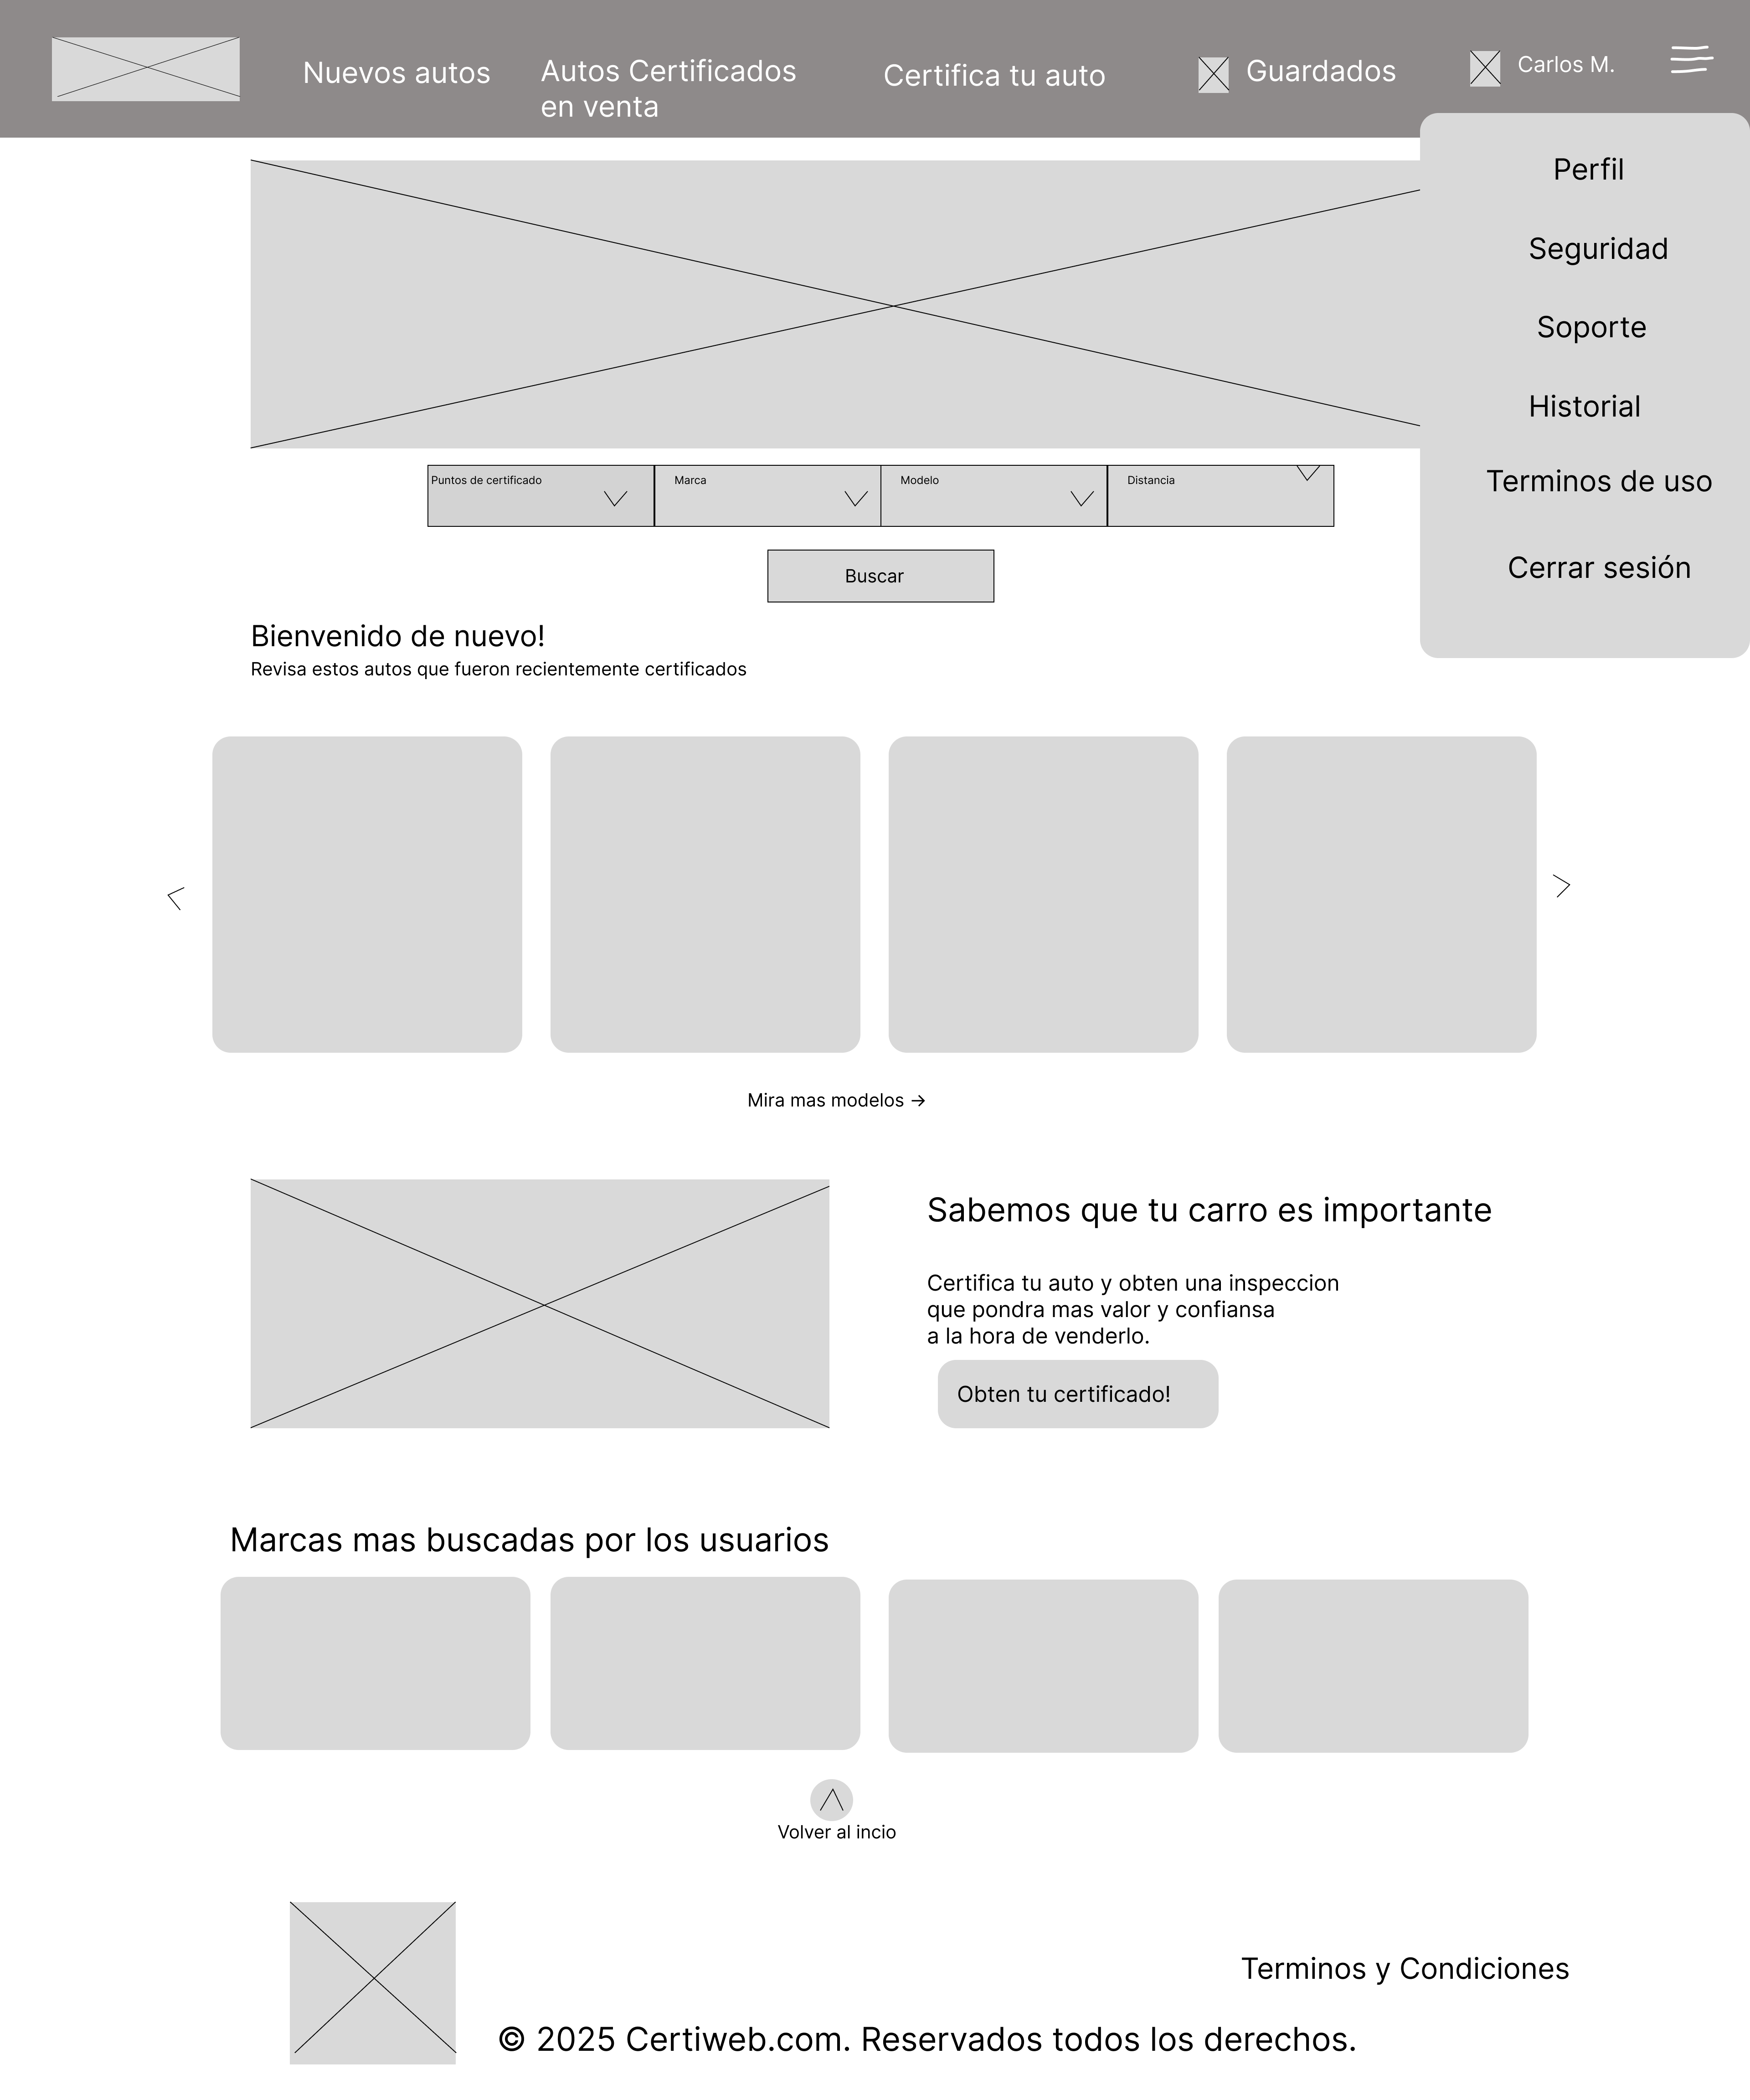 Nuevos autos
Autos Certificados
en venta
Certifica tu auto
Guardados
Carlos M.
Perfil
Seguridad
Soporte
Historial
Terminos de uso
Cerrar sesión
Puntos de certificado
Marca
Modelo
Distancia
Buscar
Bienvenido de nuevo!
Revisa estos autos que fueron recientemente certificados
Mira mas modelos →
Sabemos que tu carro es importante
Certifica tu auto y obten una inspeccion
que pondra mas valor y confiansa
a la hora de venderlo.
Obten tu certificado!
Marcas mas buscadas por los usuarios
Volver al incio
Terminos y Condiciones
© 2025 Certiweb.com. Reservados todos los derechos.